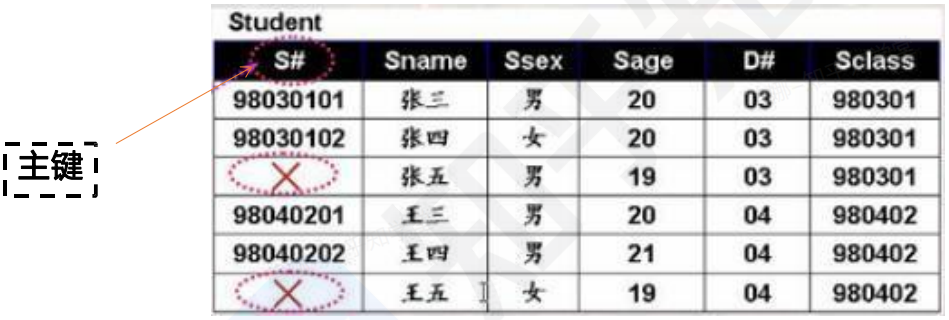 Student
S# Sname Ssex Sage D# Sclass
98030101 张三 男 20 03 980301
98030102 张四 女 20 03 980301
主键
张五 男 19 03 980301
98040201 王三 男 20 04 980402
98040202 王四 男 21 04 980402
王五 女 19 04 980402